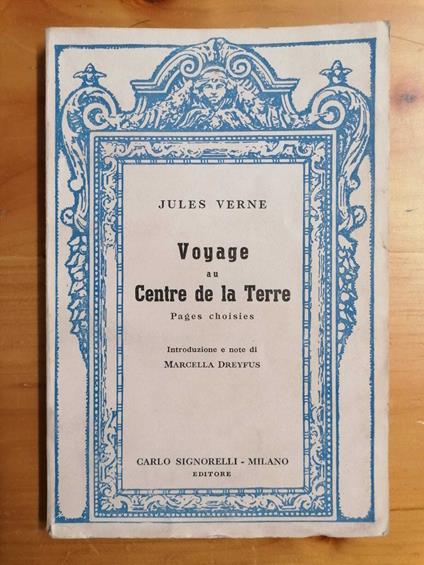 JULES VERNE
Voyage
au
Centre de la Terre
Pages choisies
Introduzione e note di
MARCELLA DREYFUS
CARLO SIGNORELLI - MILANO
EDITORE